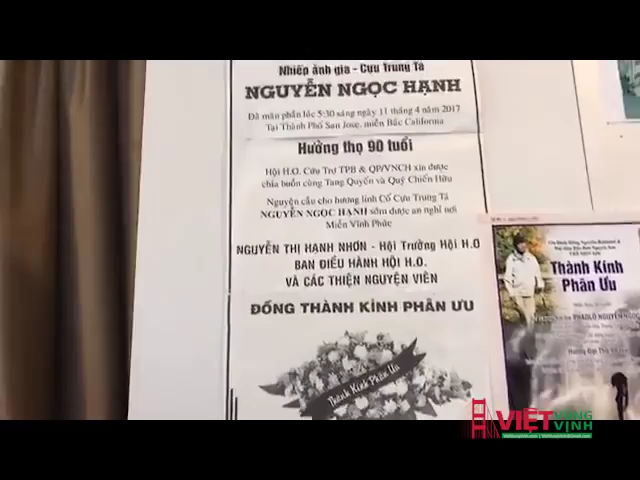 Nhiếp ảnh gia - Cựu Trung Tá
NGUYỄN NGỌC HẠNH
Đã mãn phần lúc 5:30 sáng ngày 11 tháng 4 năm 2017
Tại Thành Phố San Jose, miền Bắc California
Hưởng thọ 90 tuổi
Hội H.O. Cứu Trợ TPB & QP/VNCH xin được
chia buồn cùng Tang Quyến và Quý Chiến Hữu
Nguyện cầu cho hương linh Cố Cựu Trung Tá
NGUYỄN NGỌC HẠNH sớm được an nghỉ nơi
Miền Vĩnh Phúc
NGUYỄN THỊ HẠNH NHƠN - Hội Trưởng Hội H.O
BAN ĐIỀU HÀNH HỘI H.O.
VÀ CÁC THIỆN NGUYỆN VIÊN
ĐỒNG THÀNH KÍNH PHÂN ƯU
Thành Kính Phân Ưu
Thành Kính
Phân Ưu
VIỆT VÙNG
VỊNH